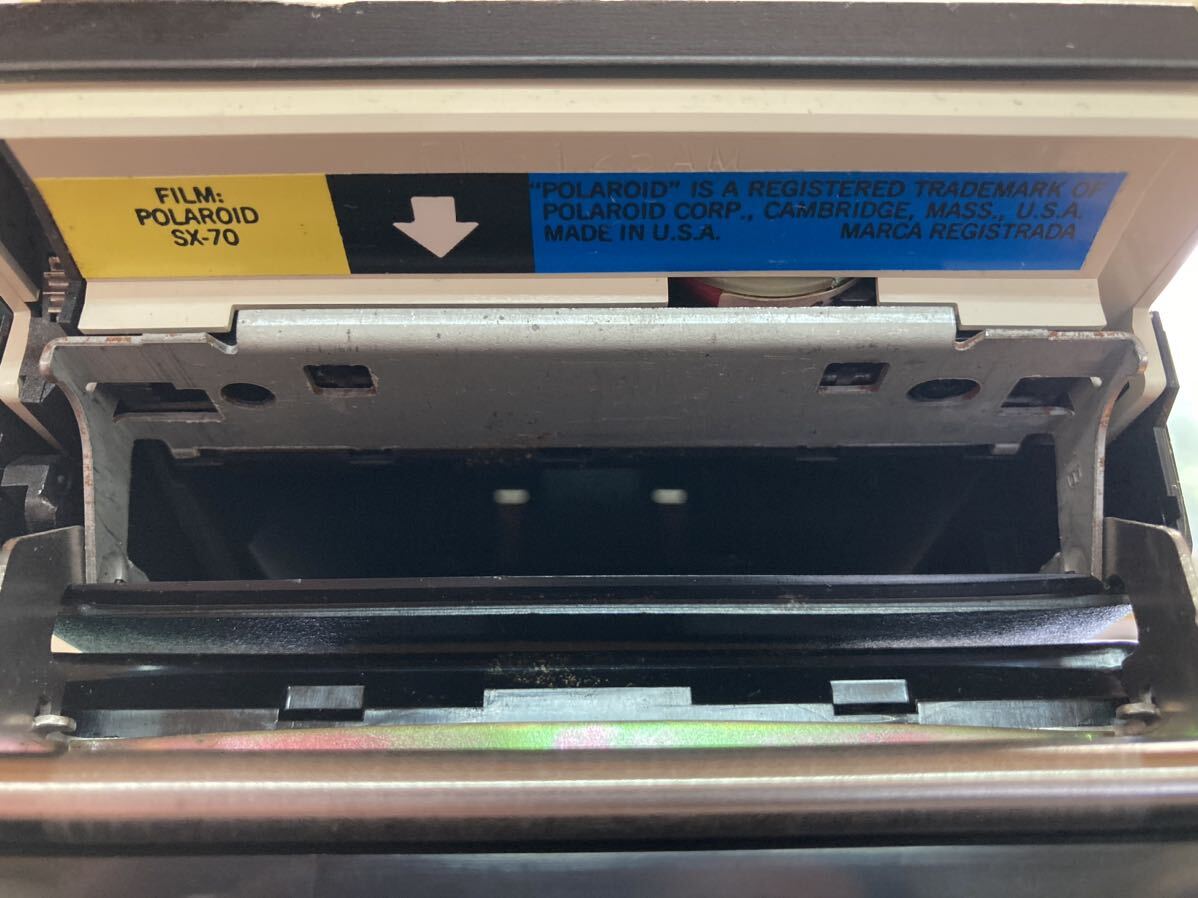 FILM:
POLAROID
SX-70
"POLAROID" IS A REGISTERED TRADEMARK OF
POLAROID CORP., CAMBRIDGE, MASS., U.S.A.
MADE IN U.S.A. MARCA REGISTRADA